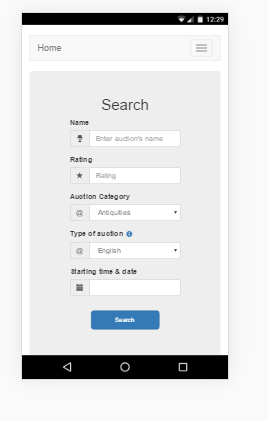 12:29
Home
Search
Name
Enter auction's name
Rating
Rating
Auction Category
@ Antiquities
Type of auction
@ English
Starting time & date
Search